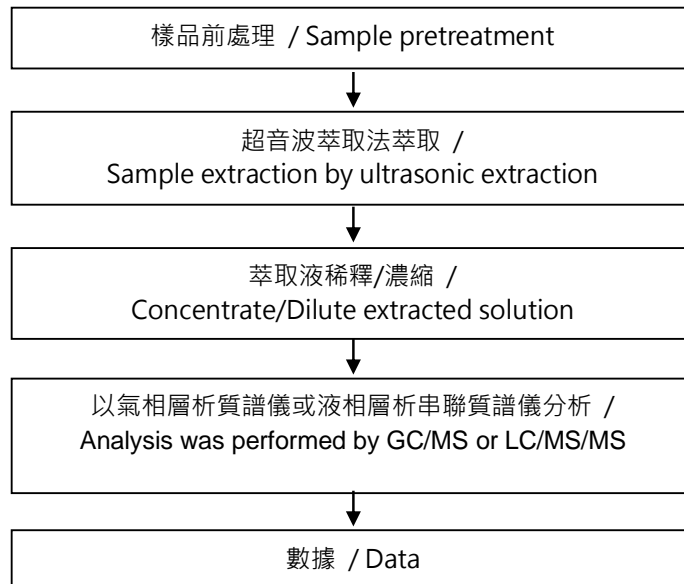 樣品前處理 / Sample pretreatment
超音波萃取法萃取 /
Sample extraction by ultrasonic extraction
萃取液稀釋/濃縮 /
Concentrate/Dilute extracted solution
以氣相層析質譜儀或液相層析串聯質譜儀分析 /
Analysis was performed by GC/MS or LC/MS/MS
數據 / Data